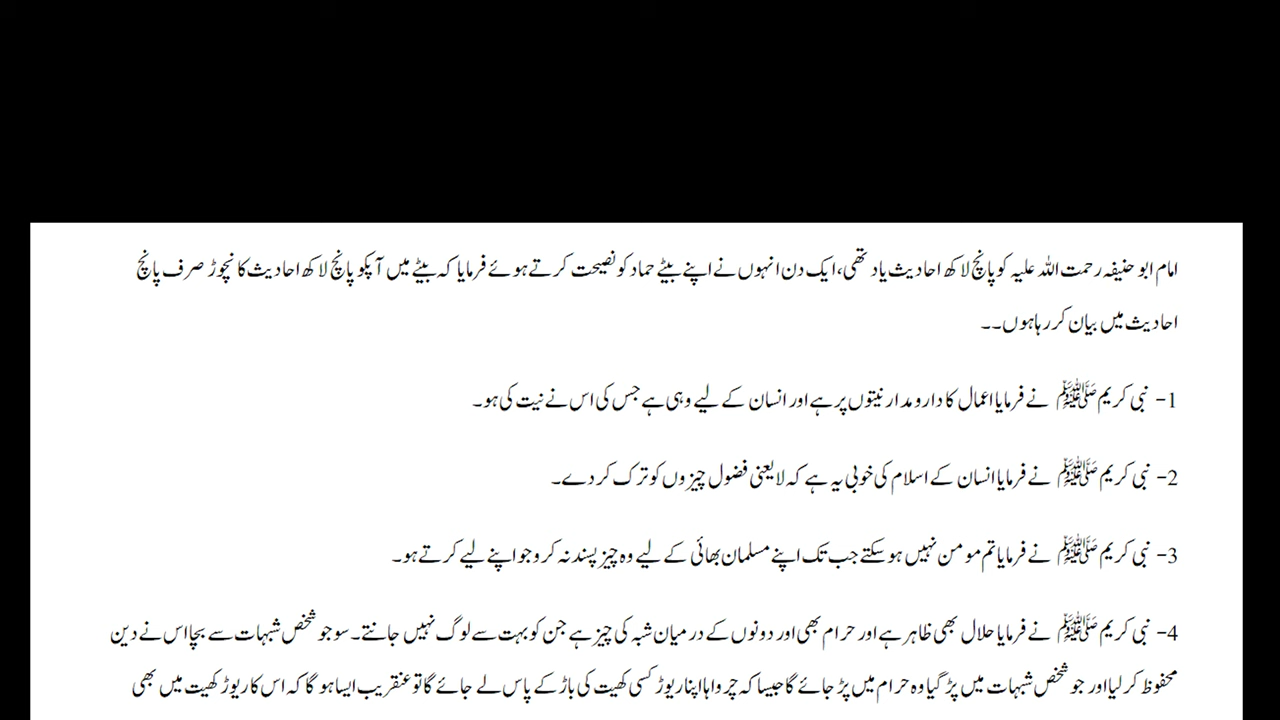 امام ابو حنیفہ رحمت اللہ علیہ کو پانچ لاکھ احادیث یاد تھی، ایک دن انہوں نے اپنے بیٹے حماد کو نصیحت کرتے ہوئے فرمایا کہ بیٹے میں آپکو پانچ لاکھ احادیث کا نچوڑ صرف پانچ
احادیث میں بیان کر رہا ہوں۔۔
1- نبی کریم ﷺ نے فرمایا اعمال کا دارومدار نیتوں پر ہے اور انسان کے لیے وہی ہے جس کی اس نے نیت کی ہو۔
2- نبی کریم ﷺ نے فرمایا انسان کے اسلام کی خوبی یہ ہے کہ لایعنی فضول چیزوں کو ترک کر دے۔
3- نبی کریم ﷺ نے فرمایا تم مومن نہیں ہو سکتے جب تک اپنے مسلمان بھائی کے لیے وہ چیز پسند نہ کرو جو اپنے لیے کرتے ہو۔
4- نبی کریم ﷺ نے فرمایا حلال بھی ظاہر ہے اور حرام بھی اور دونوں کے درمیان شبہ کی چیز ہے جن کو بہت سے لوگ نہیں جانتے۔ سو جو شخص شبہات سے بچا اس نے دین
محفوظ کر لیا اور جو شخص شبہات میں پڑ گیا وہ حرام میں پڑ جائے گا جیسا کہ چرواہا اپنا ریوڑ کسی کھیت کی باڑ کے پاس لے جائے گا تو عنقریب ایسا ہو گا کہ اس کا ریوڑ کھیت میں بھی